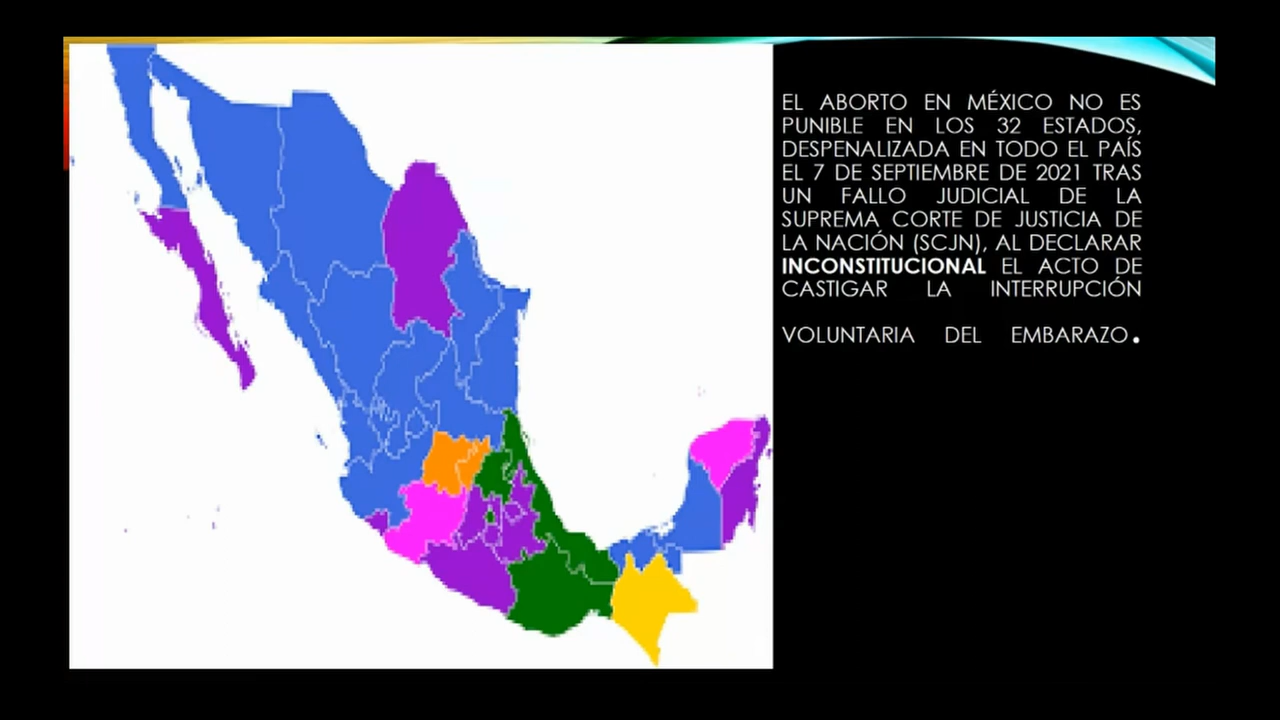 EL ABORTO EN MÉXICO NO ES
PUNIBLE EN LOS 32 ESTADOS,
DESPENALIZADA EN TODO EL PAÍS
EL 7 DE SEPTIEMBRE DE 2021 TRAS
UN FALLO JUDICIAL DE LA
SUPREMA CORTE DE JUSTICIA DE
LA NACIÓN (SCJN), AL DECLARAR
INCONSTITUCIONAL EL ACTO DE
CASTIGAR LA INTERRUPCIÓN
VOLUNTARIA DEL EMBARAZO.